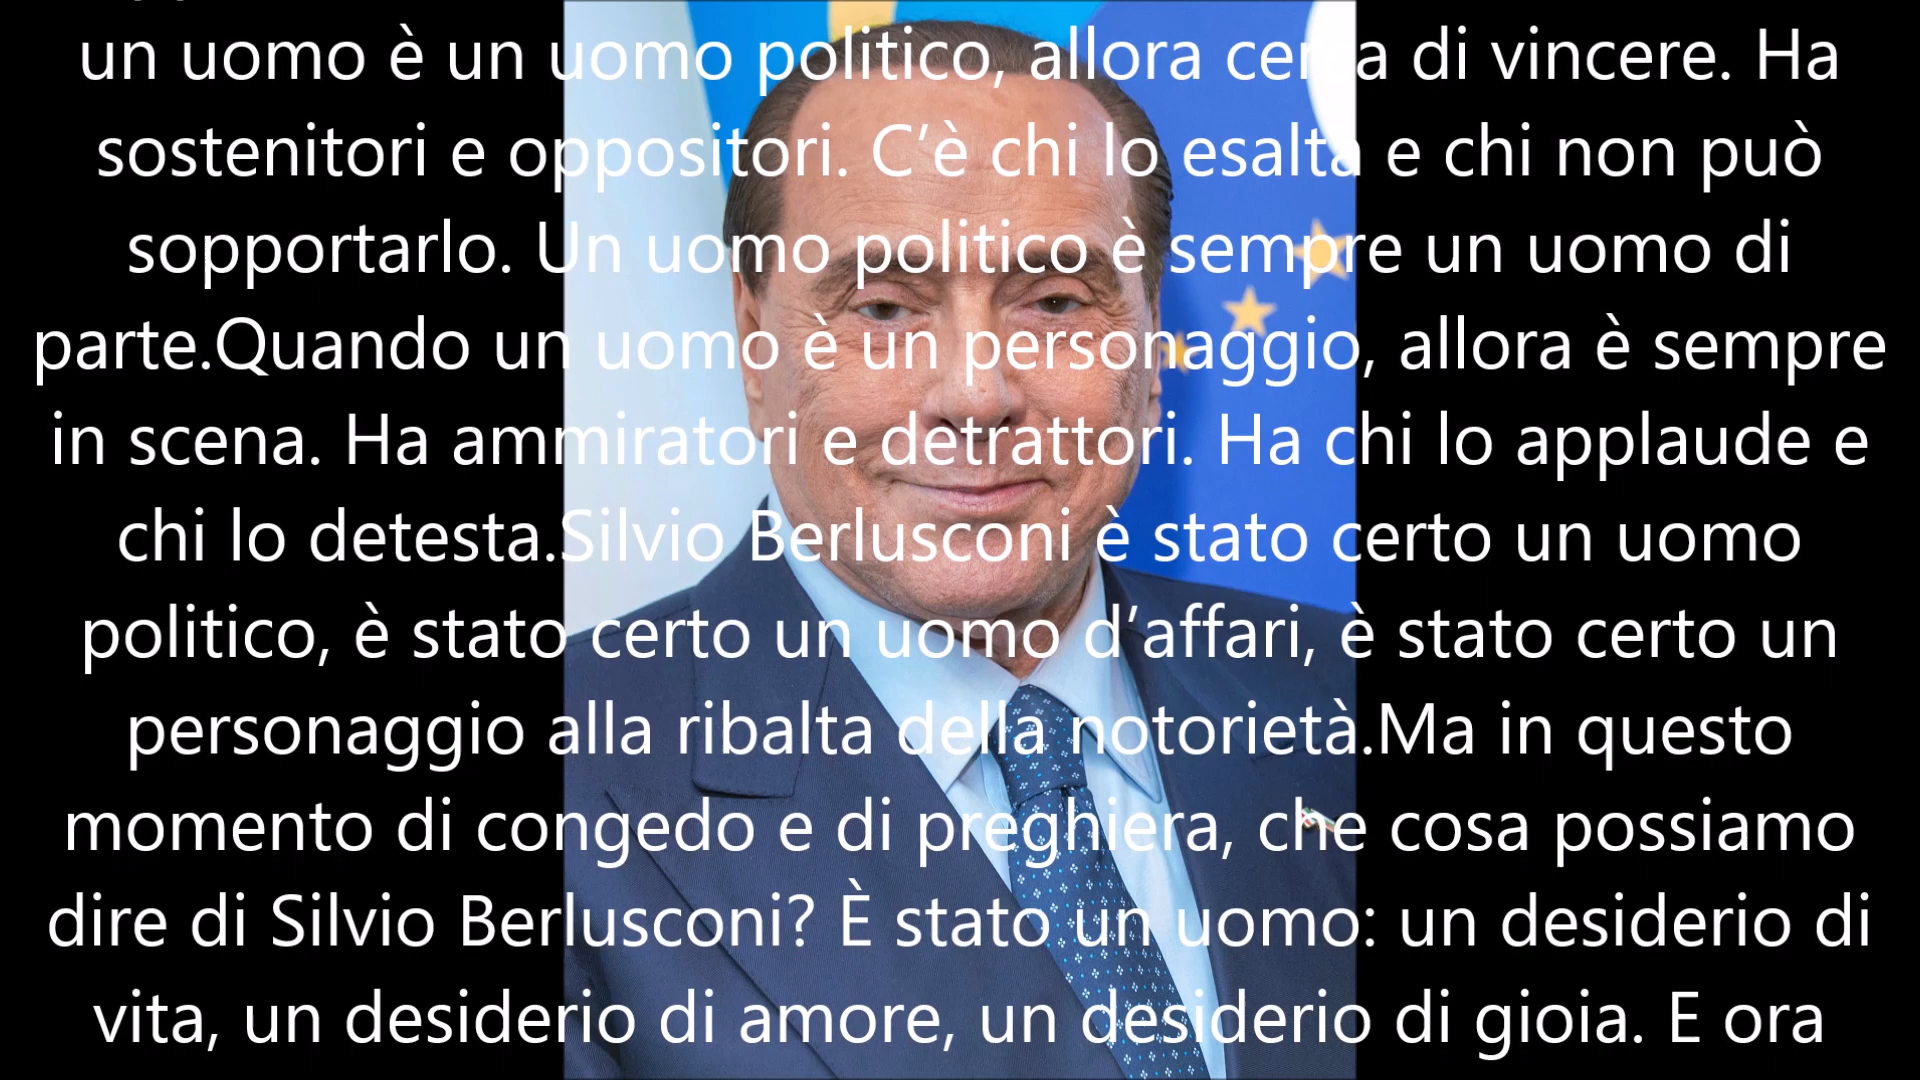 un uomo è un uomo politico, allora cerca di vincere. Ha
sostenitori e oppositori. C’è chi lo esalta e chi non può
sopportarlo. Un uomo politico è sempre un uomo di
parte.Quando un uomo è un personaggio, allora è sempre
in scena. Ha ammiratori e detrattori. Ha chi lo applaude e
chi lo detesta.Silvio Berlusconi è stato certo un uomo
politico, è stato certo un uomo d’affari, è stato certo un
personaggio alla ribalta della notorietà.Ma in questo
momento di congedo e di preghiera, che cosa possiamo
dire di Silvio Berlusconi? È stato un uomo: un desiderio di
vita, un desiderio di amore, un desiderio di gioia. E ora